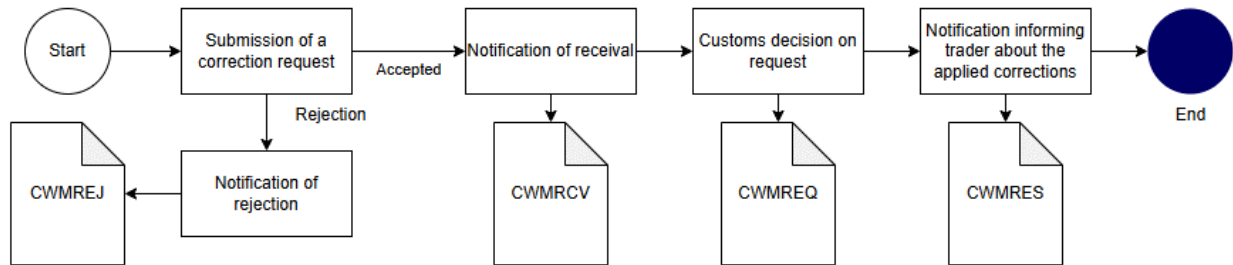 Start
Submission of a
correction request
Accepted
Notification of receival
Customs decision on
request
Notification informing
trader about the
applied corrections
End
Rejection
Notification of
rejection
CWMREJ
CWMRCV
CWMREQ
CWMRES